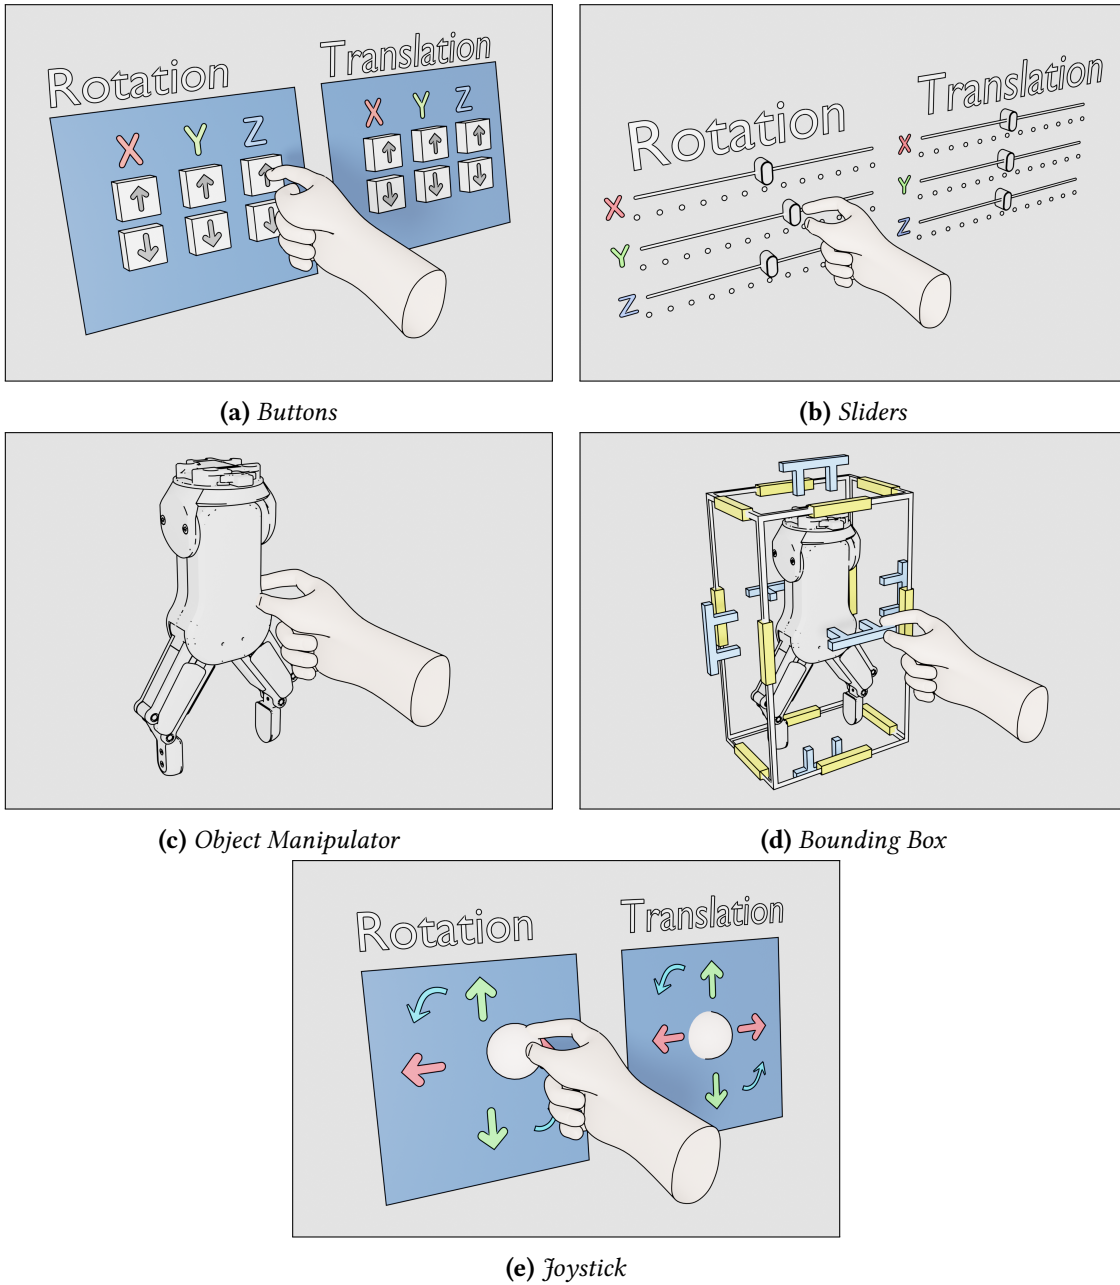 Rotation
Translation
X Y Z
X Y Z
(a) Buttons
Rotation
Translation
X
Y
Z
X
Y
Z
(b) Sliders
(c) Object Manipulator
(d) Bounding Box
Rotation
Translation
(e) Joystick